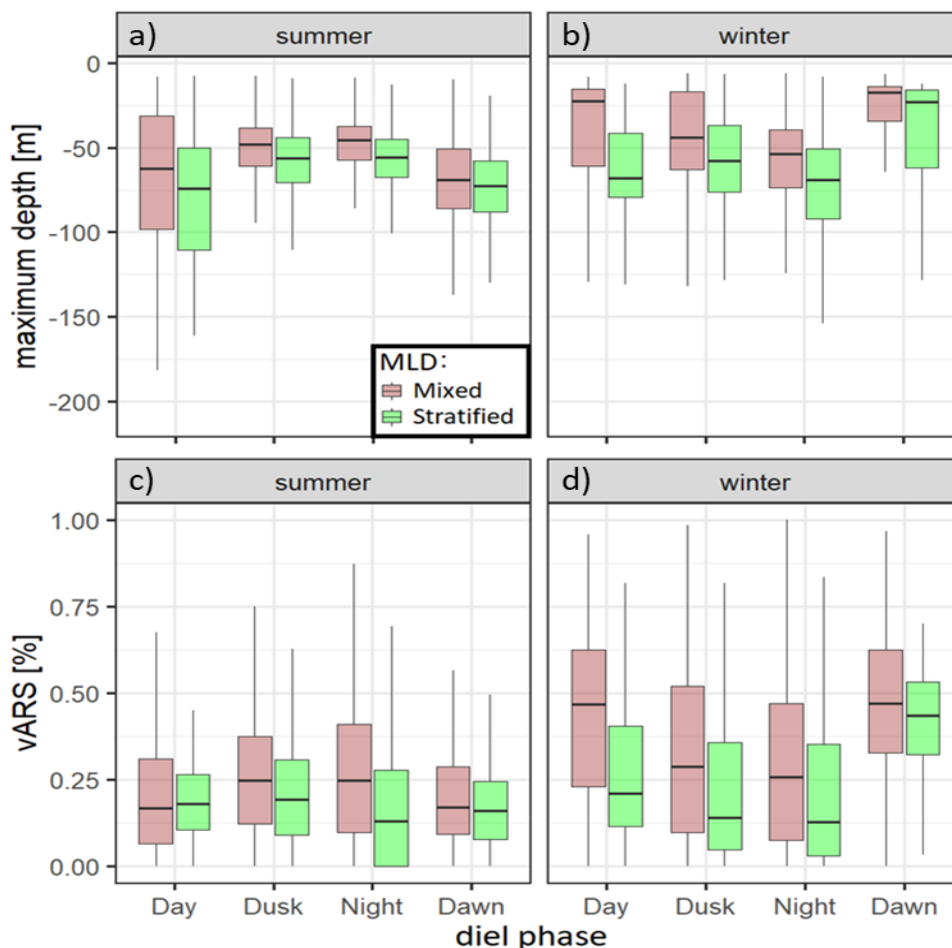 a)
summer
b)
winter
maximum depth [m]
0
-50
-100
-150
-200
MLD:
Mixed
Stratified
c)
summer
d)
winter
vARS [%]
1.00
0.75
0.50
0.25
0.00
Day Dusk Night Dawn
Day Dusk Night Dawn
diel phase